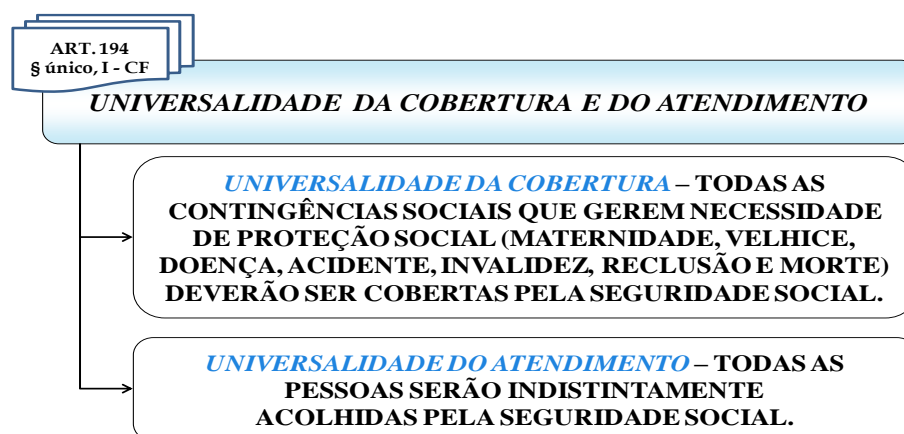 ART. 194
§ único, I - CF
UNIVERSALIDADE DA COBERTURA E DO ATENDIMENTO
UNIVERSALIDADE DA COBERTURA – TODAS AS
CONTINGÊNCIAS SOCIAIS QUE GEREM NECESSIDADE
DE PROTEÇÃO SOCIAL (MATERNIDADE, VELHICE,
DOENÇA, ACIDENTE, INVALIDEZ, RECLUSÃO E MORTE)
DEVERÃO SER COBERTAS PELA SEGURIDADE SOCIAL.
UNIVERSALIDADE DO ATENDIMENTO – TODAS AS
PESSOAS SERÃO INDISTINTAMENTE
ACOLHIDAS PELA SEGURIDADE SOCIAL.